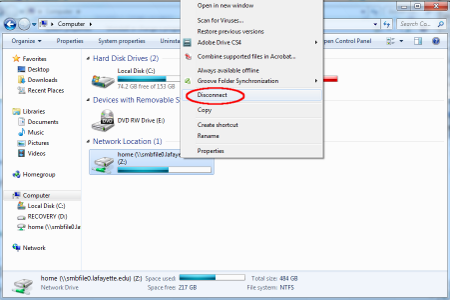 Computer
Search Co...
Organize
Properties
System properties
Uninstall
Open Control Panel
Favorites
Desktop
Downloads
Recent Places
Libraries
Documents
Music
Pictures
Videos
Homegroup
Computer
Local Disk (C:)
RECOVERY (D:)
home (\\smbfile0.laf
Network
Hard Disk Drives (2)
Local Disk (C:)
74.2 GB free of 153 GB
Devices with Removable S
DVD RW Drive (E:)
Network Location (1)
home (\\smbfile0.lafayette.edu)
(Z:)
Open in new window
Scan for Viruses...
Restore previous versions
Adobe Drive CS4
Combine supported files in Acrobat...
Always available offline
Groove Folder Synchronization
Disconnect
Copy
Create shortcut
Rename
Properties
home (\\smbfile0.lafayette.edu) (Z:) Space used: Total size: 484 GB
Network Drive Space free: 217 GB File system: NTFS